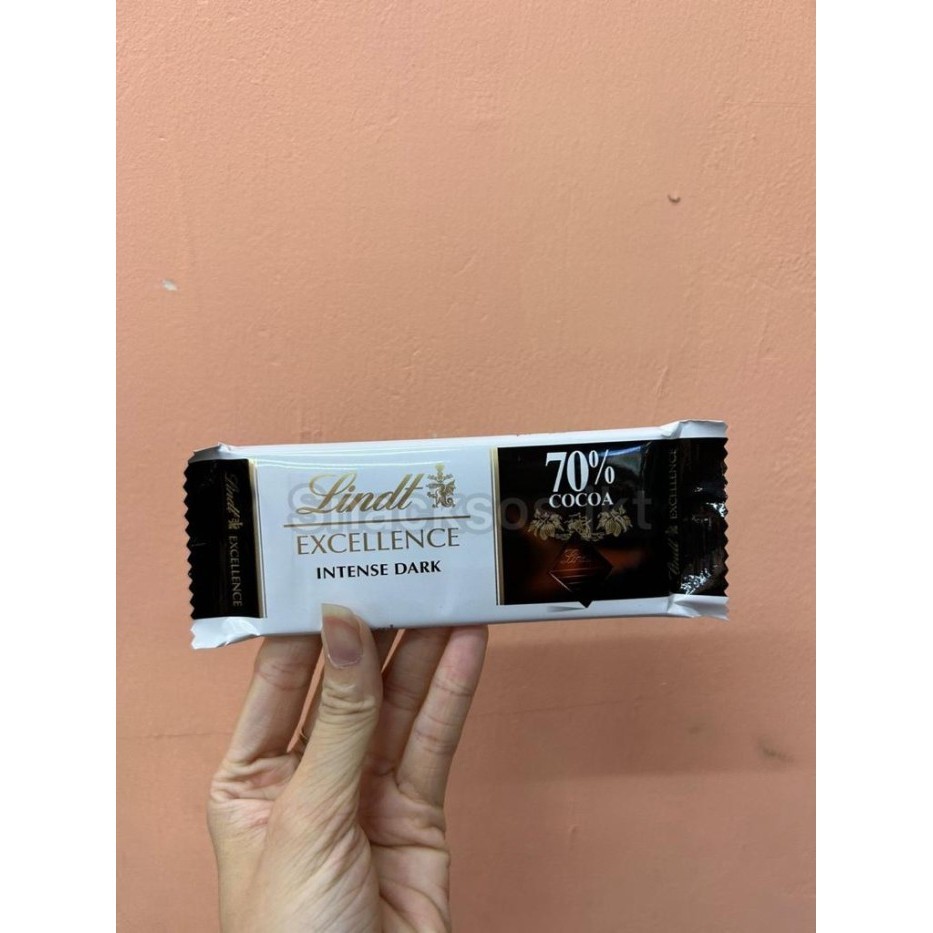 Lindt
EXCELLENCE
INTENSE DARK
70%
COCOA
Lindt EXCELLENCE
Lindt EXCELLENCE